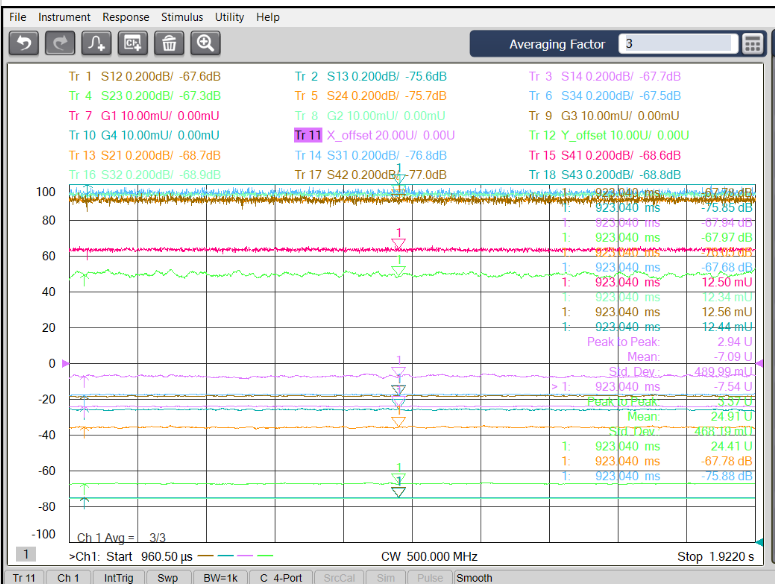 File Instrument Response Stimulus Utility Help
Averaging Factor 3
Tr 1 S12 0.200dB/ -67.6dB Tr 2 S13 0.200dB/ -75.6dB Tr 3 S14 0.200dB/ -67.7dB
Tr 4 S23 0.200dB/ -67.3dB Tr 5 S24 0.200dB/ -75.7dB Tr 6 S34 0.200dB/ -67.5dB
Tr 7 G1 10.00mU/ 0.00mU Tr 8 G2 10.00mU/ 0.00mU Tr 9 G3 10.00mU/ 0.00mU
Tr 10 G4 10.00mU/ 0.00mU Tr 11 X_offset 20.00U/ 0.00U Tr 12 Y_offset 10.00U/ 0.00U
Tr 13 S21 0.200dB/ -68.7dB Tr 14 S31 0.200dB/ -76.8dB Tr 15 S41 0.200dB/ -68.6dB
Tr 16 S32 0.200dB/ -68.9dB Tr 17 S42 0.200dB/ -77.0dB Tr 18 S43 0.200dB/ -68.8dB
100
80
60
40
20
0
-20
-40
-60
-80
-100
1
1
1
1
1: 923.040 ms -67.78 dB
1: 923.040 ms -75.85 dB
1: 923.040 ms -67.94 dB
1: 923.040 ms -67.97 dB
1: 923.040 ms
1: 923.040 ms -67.68 dB
1: 923.040 ms 12.50 mU
1: 923.040 ms 12.34 mU
1: 923.040 ms 12.56 mU
1: 923.040 ms 12.44 mU
Peak to Peak: 2.94 U
Mean: -7.09 U
Std. Dev.: 489.99 mU
> 1: 923.040 ms -7.54 U
Peak to Peak:
Mean: 24.91 U
Std. Dev.:
1: 923.040 ms 24.41 U
1: 923.040 ms -67.78 dB
1: 923.040 ms -75.88 dB
Ch 1 Avg = 3/3
1 >Ch1: Start 960.50 µs CW 500.000 MHz Stop 1.9220 s
Tr 11 Ch 1 IntTrig Swp BW=1k C 4-Port SrcCal Sim Pulse Smooth